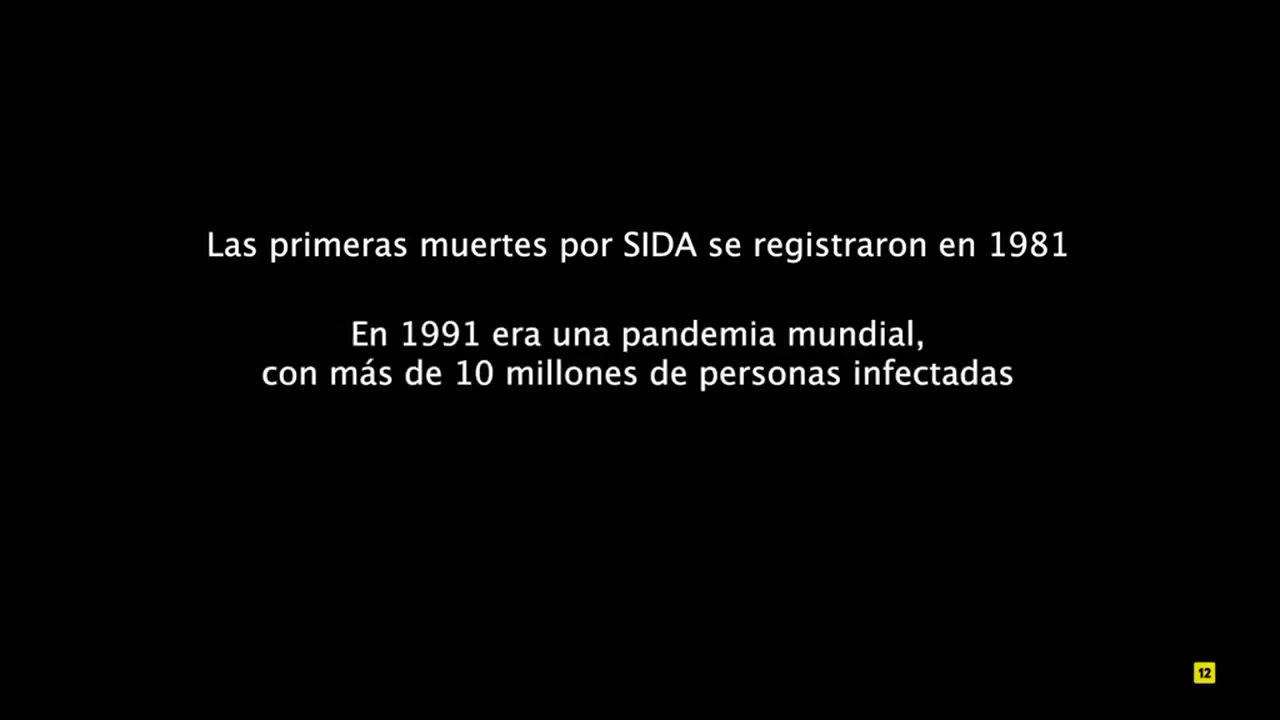 Las primeras muertes por SIDA se registraron en 1981
En 1991 era una pandemia mundial,
con más de 10 millones de personas infectadas
12